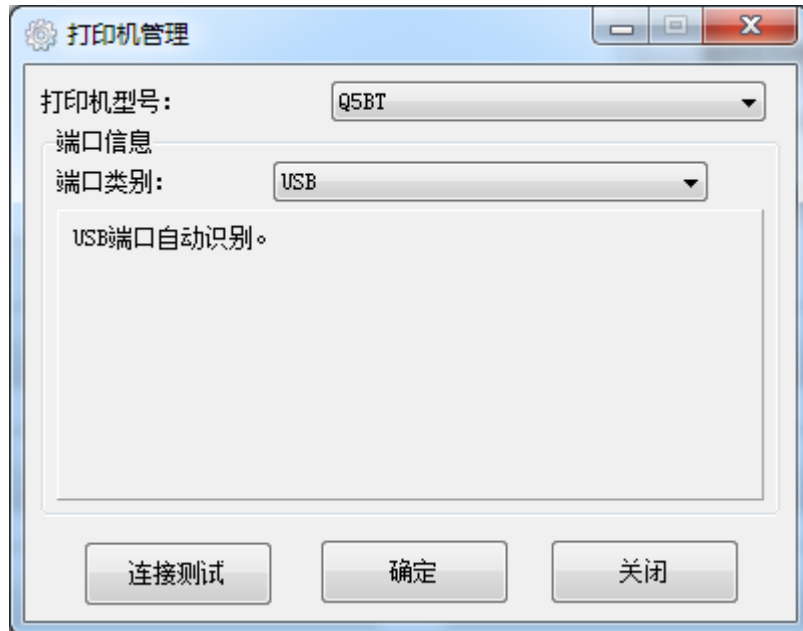 打印机管理
打印机型号: Q5BT
端口信息
端口类别: USB
USB端口自动识别。
连接测试 确定 关闭